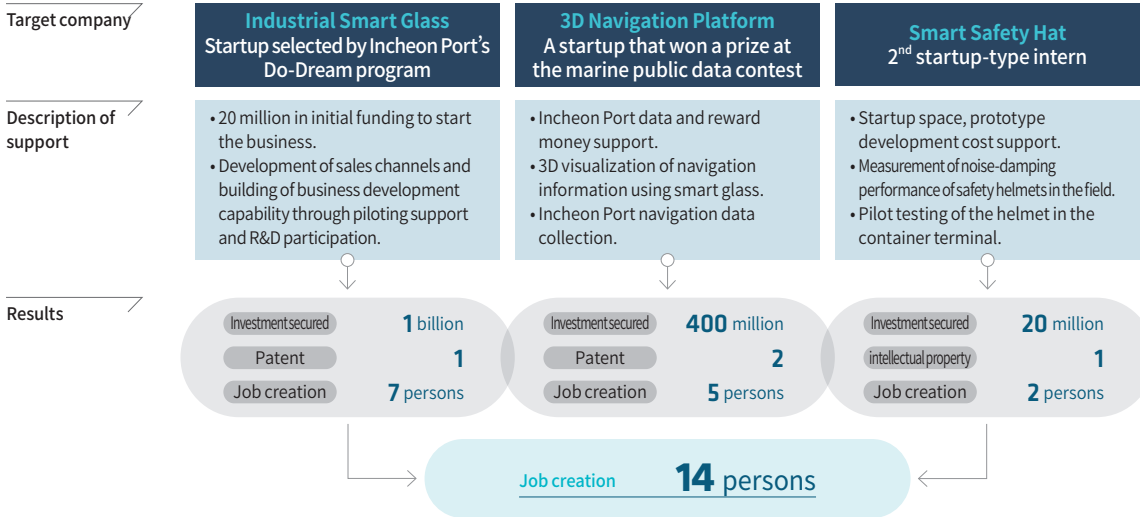 Target company
Industrial Smart Glass
Startup selected by Incheon Port's
Do-Dream program
3D Navigation Platform
A startup that won a prize at
the marine public data contest
Smart Safety Hat
2nd startup-type intern
Description of
support
• 20 million in initial funding to start
the business.
• Development of sales channels and
building of business development
capability through piloting support
and R&D participation.
• Incheon Port data and reward
money support.
• 3D visualization of navigation
information using smart glass.
• Incheon Port navigation data
collection.
• Startup space, prototype
development cost support.
• Measurement of noise-damping
performance of safety helmets in the field.
• Pilot testing of the helmet in the
container terminal.
Results
Investment secured 1 billion
Patent 1
Job creation 7 persons
Investment secured 400 million
Patent 2
Job creation 5 persons
Investment secured 20 million
intellectual property 1
Job creation 2 persons
Job creation 14 persons